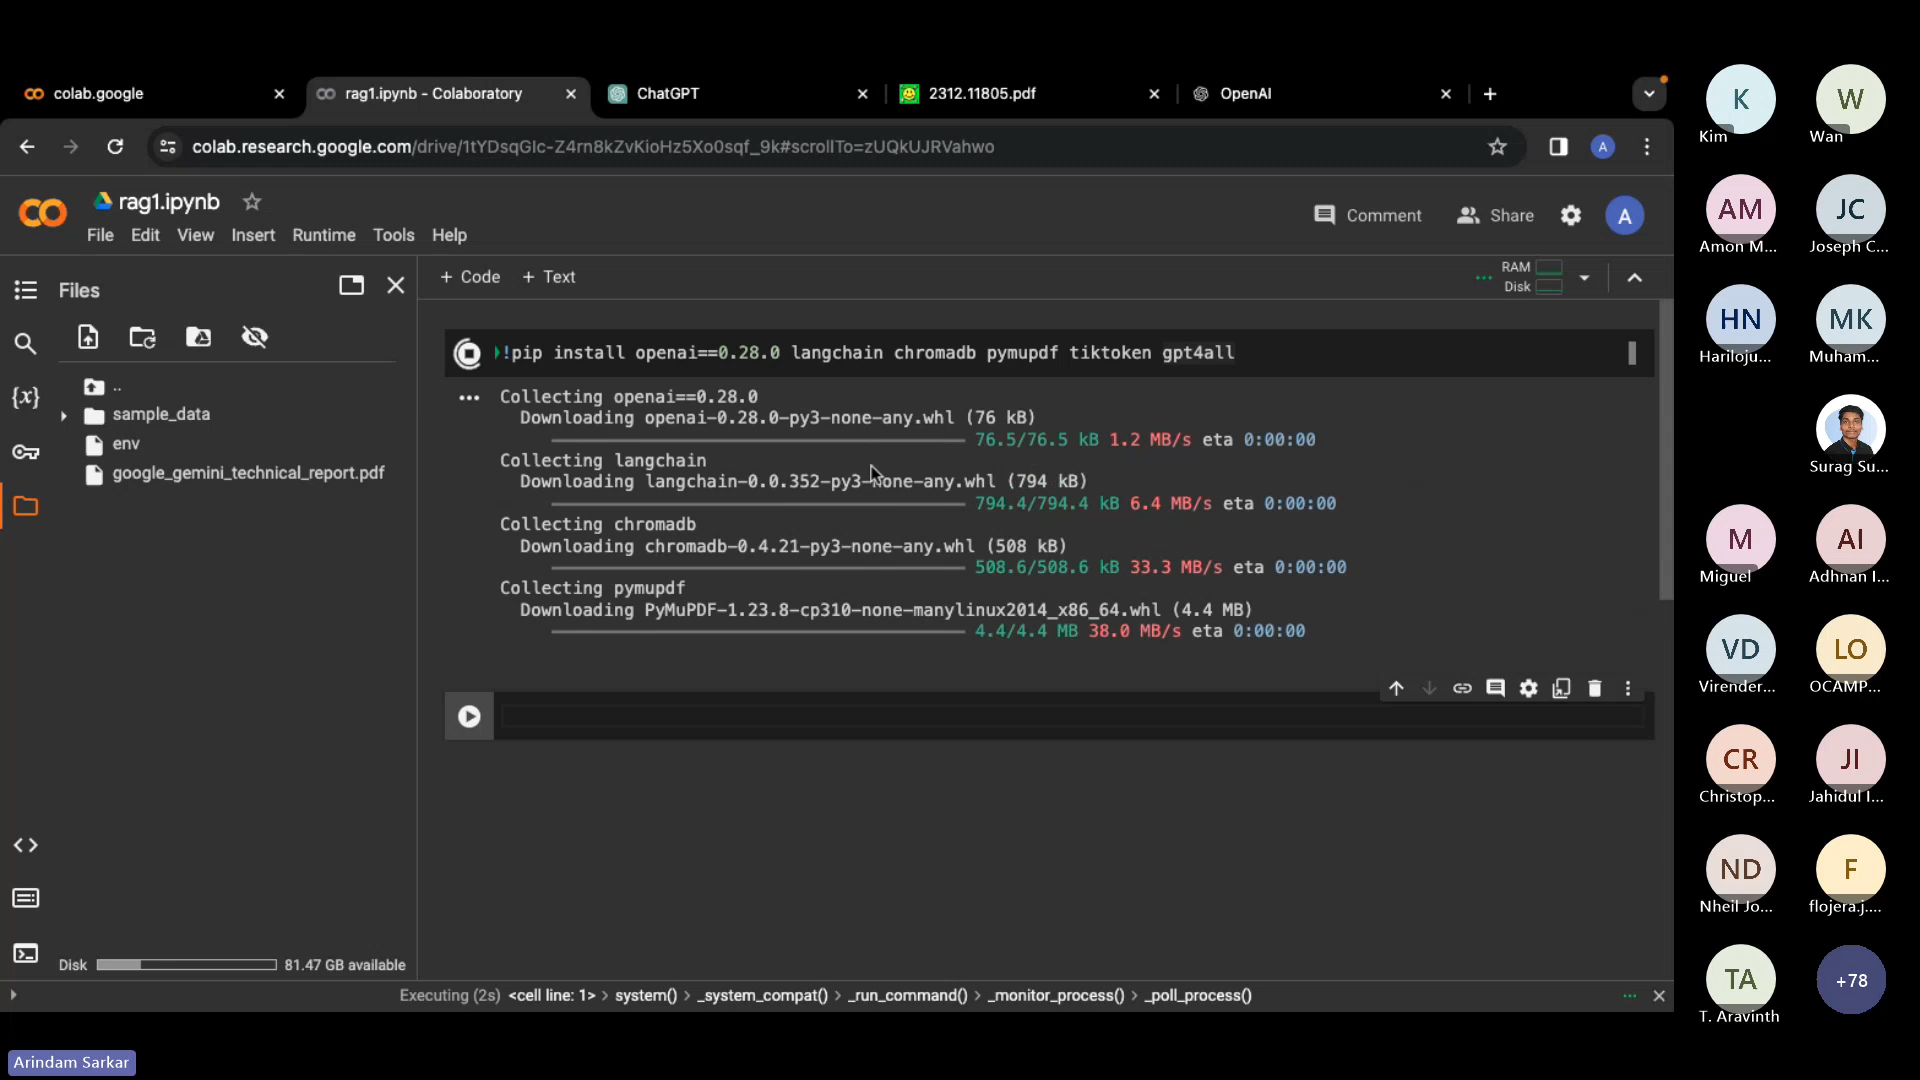 colab.google
rag1.ipynb - Colaboratory
ChatGPT
2312.11805.pdf
OpenAI
colab.research.google.com/drive/1tYDsqGlc-Z4rn8kZvKioHz5Xo0sqf_9k#scrollTo=zUQkUJRVahwo
A
rag1.ipynb
File Edit View Insert Runtime Tools Help
Comment
Share
A
Files
+ Code + Text
RAM
Disk
..
sample_data
env
google_gemini_technical_report.pdf
{x}
!pip install openai==0.28.0 langchain chromadb pymupdf tiktoken gpt4all
Collecting openai==0.28.0
Downloading openai-0.28.0-py3-none-any.whl (76 kB)
76.5/76.5 kB 1.2 MB/s eta 0:00:00
Collecting langchain
Downloading langchain-0.0.352-py3-none-any.whl (794 kB)
794.4/794.4 kB 6.4 MB/s eta 0:00:00
Collecting chromadb
Downloading chromadb-0.4.21-py3-none-any.whl (508 kB)
508.6/508.6 kB 33.3 MB/s eta 0:00:00
Collecting pymupdf
Downloading PyMuPDF-1.23.8-cp310-none-manylinux2014_x86_64.whl (4.4 MB)
4.4/4.4 MB 38.0 MB/s eta 0:00:00
Disk 81.47 GB available
Executing (2s) <cell line: 1> > system() > _system_compat() > _run_command() > _monitor_process() > _poll_process()
Arindam Sarkar
K
Kim
W
Wan
AM
Amon M...
JC
Joseph C...
HN
Hariloju...
MK
Muham...
Surag Su...
M
Miguel
AI
Adhnan I...
VD
Virender...
LO
OCAMP...
CR
Christop...
JI
Jahidul I...
ND
Nheil Jo...
F
flojera.j....
TA
T. Aravinth
+78